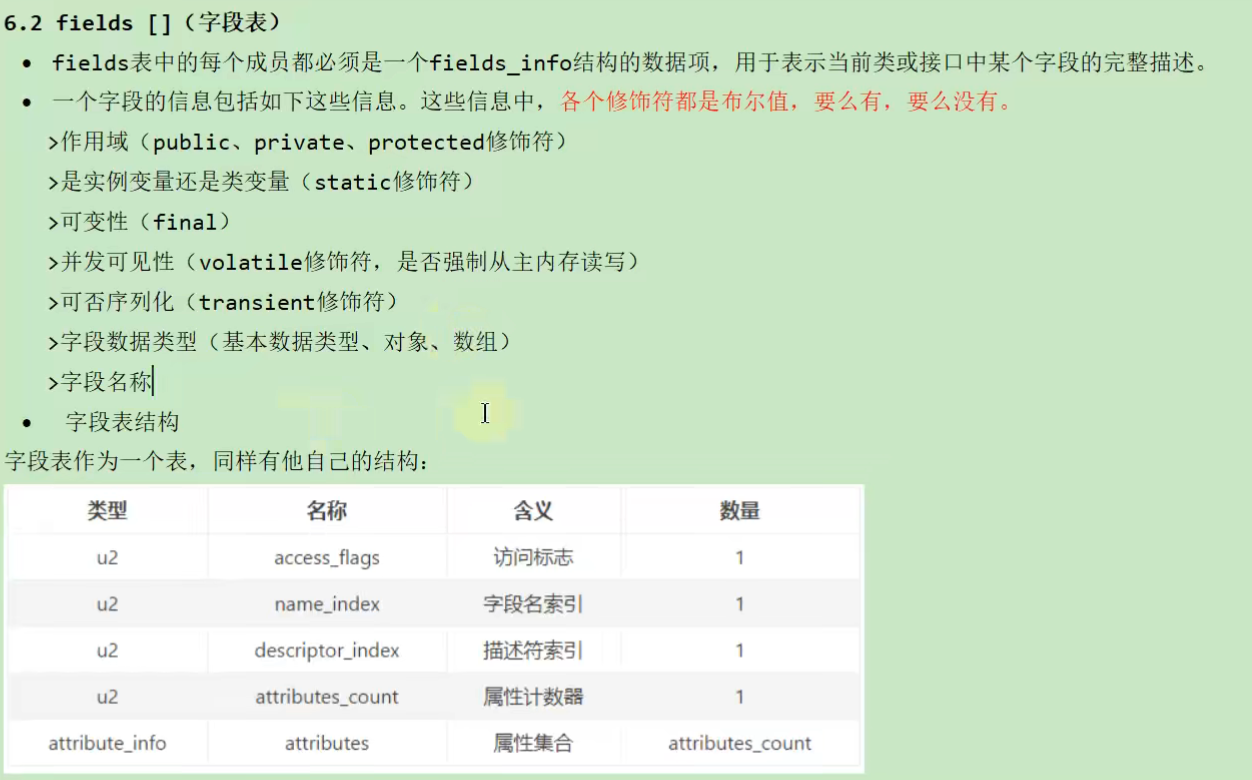 6.2 fields []（字段表）
• fields表中的每个成员都必须是一个fields_info结构的数据项，用于表示当前类或接口中某个字段的完整描述。
• 一个字段的信息包括如下这些信息。这些信息中，各个修饰符都是布尔值，要么有，要么没有。
>作用域（public、private、protected修饰符）
>是实例变量还是类变量（static修饰符）
>可变性（final）
>并发可见性（volatile修饰符，是否强制从主内存读写）
>可否序列化（transient修饰符）
>字段数据类型（基本数据类型、对象、数组）
>字段名称
• 字段表结构
字段表作为一个表，同样有他自己的结构：
类型 名称 含义 数量
u2 access_flags 访问标志 1
u2 name_index 字段名索引 1
u2 descriptor_index 描述符索引 1
u2 attributes_count 属性计数器 1
attribute_info attributes 属性集合 attributes_count